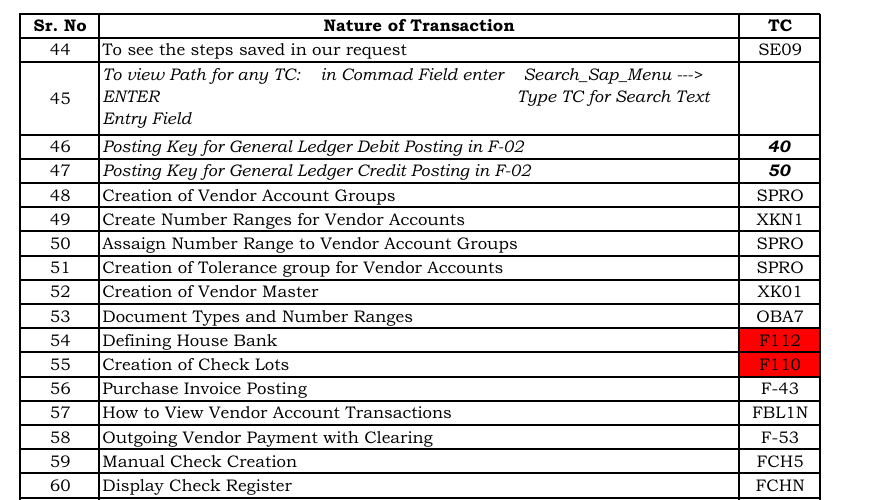 Sr. No Nature of Transaction TC
44 To see the steps saved in our request SE09
To view Path for any TC: in Commad Field enter Search_Sap_Menu --->
45 ENTER Type TC for Search Text
Entry Field
46 Posting Key for General Ledger Debit Posting in F-02 40
47 Posting Key for General Ledger Credit Posting in F-02 50
48 Creation of Vendor Account Groups SPRO
49 Create Number Ranges for Vendor Accounts XKN1
50 Assaign Number Range to Vendor Account Groups SPRO
51 Creation of Tolerance group for Vendor Accounts SPRO
52 Creation of Vendor Master XK01
53 Document Types and Number Ranges OBA7
54 Defining House Bank F112
55 Creation of Check Lots F110
56 Purchase Invoice Posting F-43
57 How to View Vendor Account Transactions FBL1N
58 Outgoing Vendor Payment with Clearing F-53
59 Manual Check Creation FCH5
60 Display Check Register FCHN